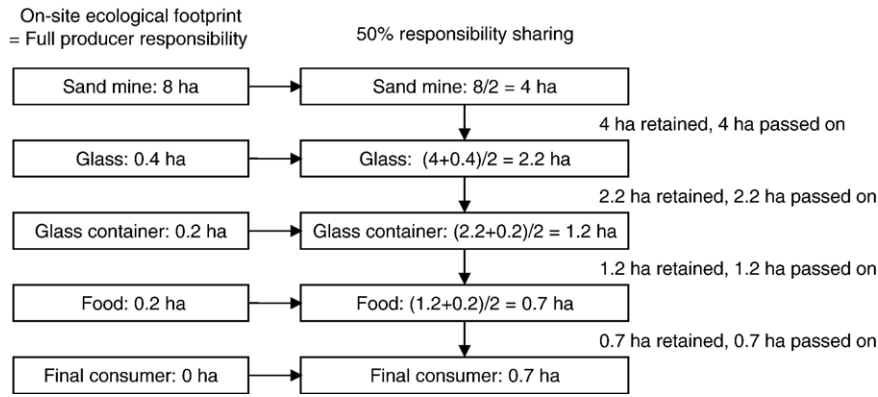 On-site ecological footprint
= Full producer responsibility
50% responsibility sharing
Sand mine: 8 ha
Sand mine: 8/2 = 4 ha
4 ha retained, 4 ha passed on
Glass: 0.4 ha
Glass: (4+0.4)/2 = 2.2 ha
2.2 ha retained, 2.2 ha passed on
Glass container: 0.2 ha
Glass container: (2.2+0.2)/2 = 1.2 ha
1.2 ha retained, 1.2 ha passed on
Food: 0.2 ha
Food: (1.2+0.2)/2 = 0.7 ha
0.7 ha retained, 0.7 ha passed on
Final consumer: 0 ha
Final consumer: 0.7 ha